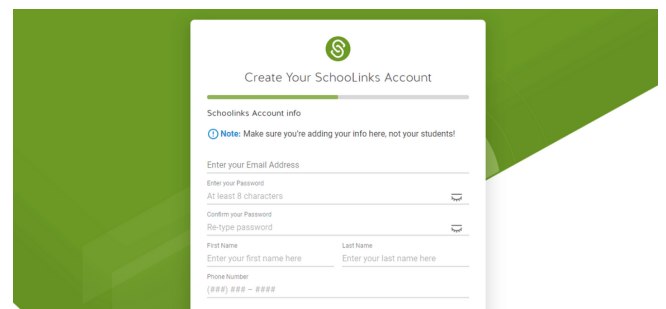 Create Your SchooLinks Account
Schoolinks Account info
Note: Make sure you're adding your info here, not your students!
Enter your Email Address
Enter your Password
At least 8 characters
Confirm your Password
Re-type password
First Name Last Name
Enter your first name here Enter your last name here
Phone Number
(###) ### – ####